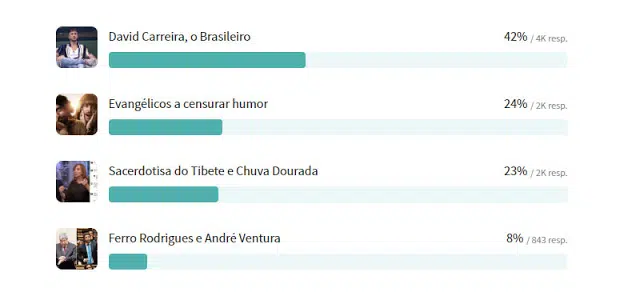 David Carreira, o Brasileiro 42% / 4K resp.
Evangélicos a censurar humor 24% / 2K resp.
Sacerdotisa do Tibete e Chuva Dourada 23% / 2K resp.
Ferro Rodrigues e André Ventura 8% / 843 resp.